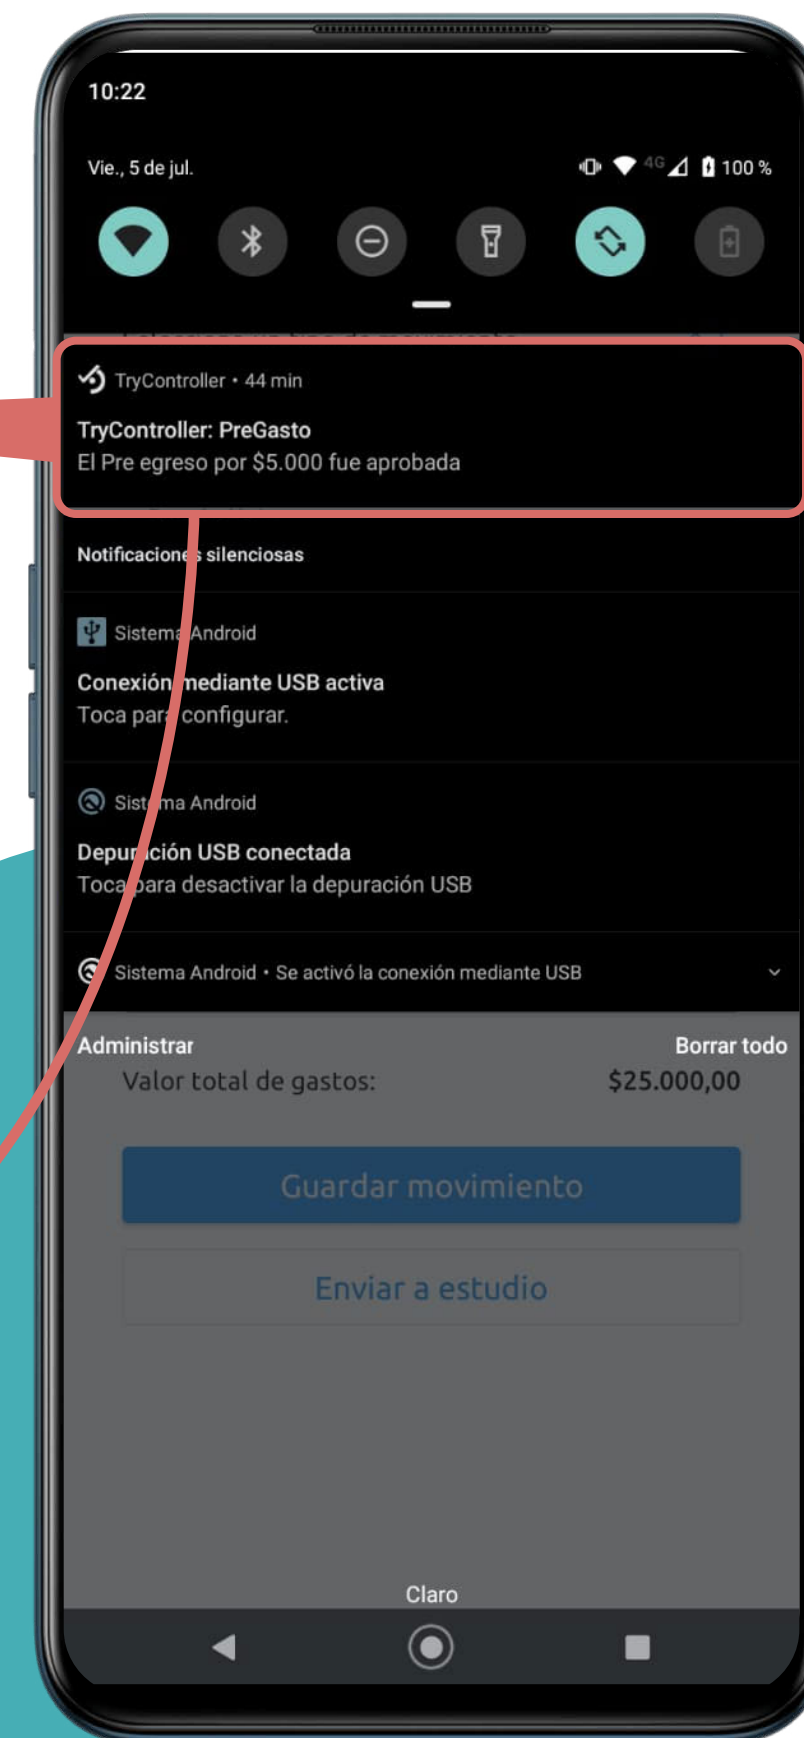 10:22
Vie., 5 de jul.
4G 100 %
TryController • 44 min
TryController: PreGasto
El Pre egreso por $5.000 fue aprobada
Notificaciones silenciosas
Sistema Android
Conexión mediante USB activa
Toca para configurar.
Sistema Android
Depuración USB conectada
Toca para desactivar la depuración USB
Sistema Android • Se activó la conexión mediante USB
Administrar Borrar todo
Valor total de gastos: $25.000,00
Guardar movimiento
Enviar a estudio
Claro